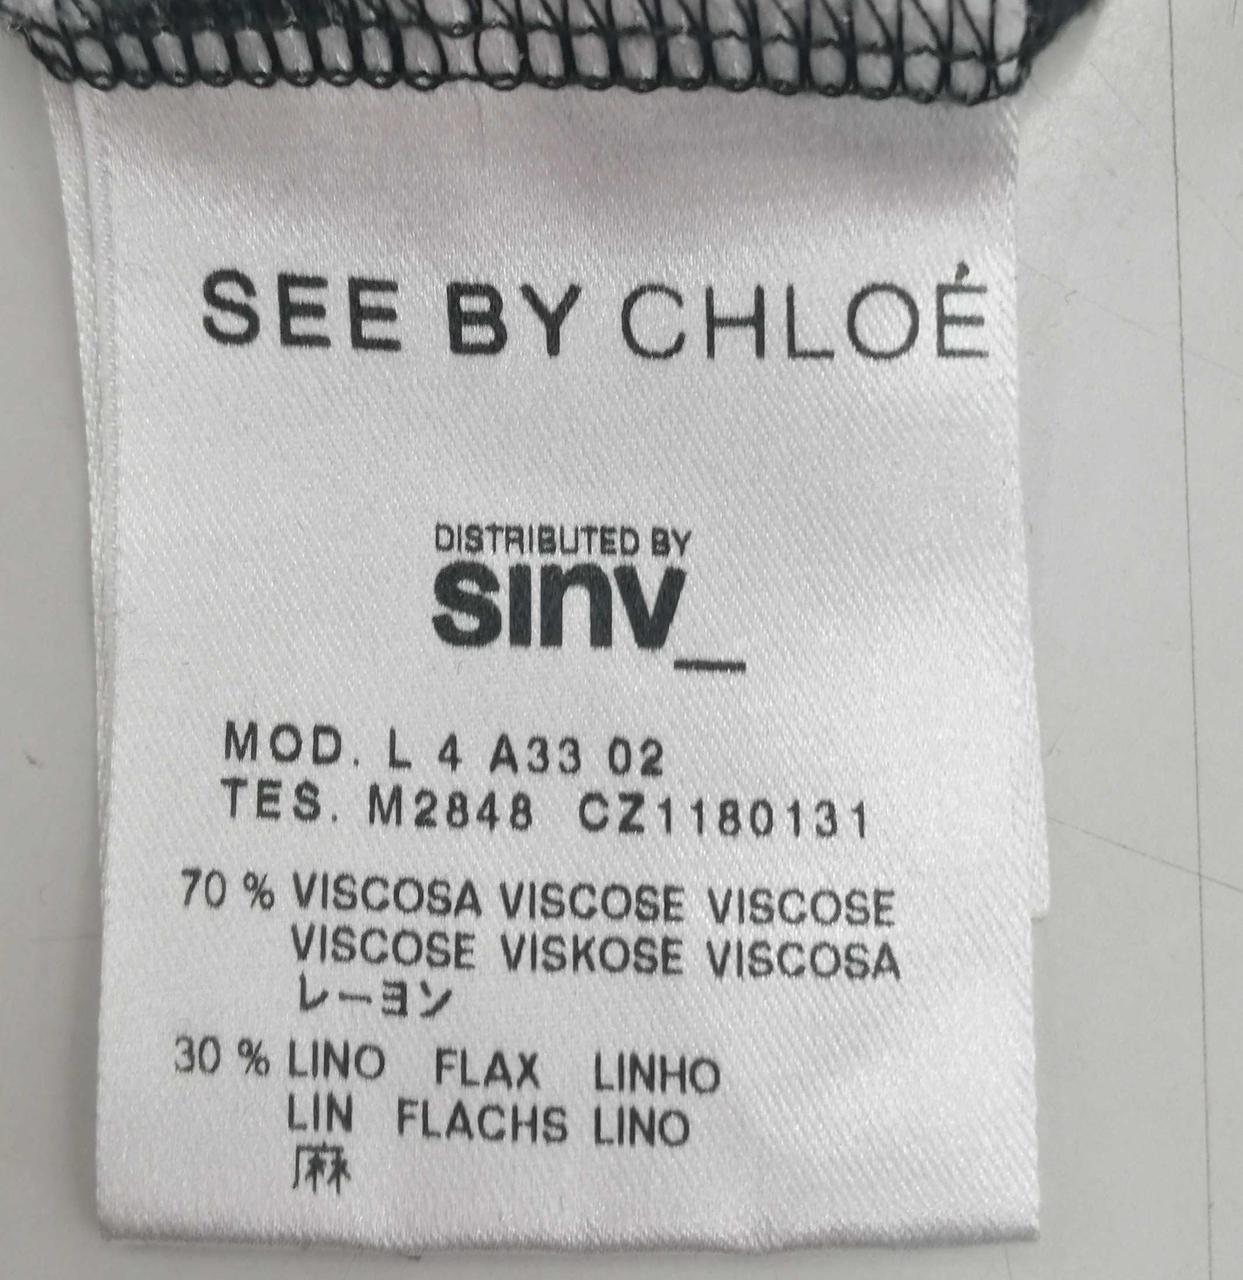 SEE BY CHLOÉ
DISTRIBUTED BY
sınv_
MOD. L 4 A33 02
TES. M2848 CZ1180131
70 % VISCOSA VISCOSE VISCOSE
VISCOSE VISKOSE VISCOSA
レーヨン
30 % LINO FLAX LINHO
LIN FLACHS LINO
麻